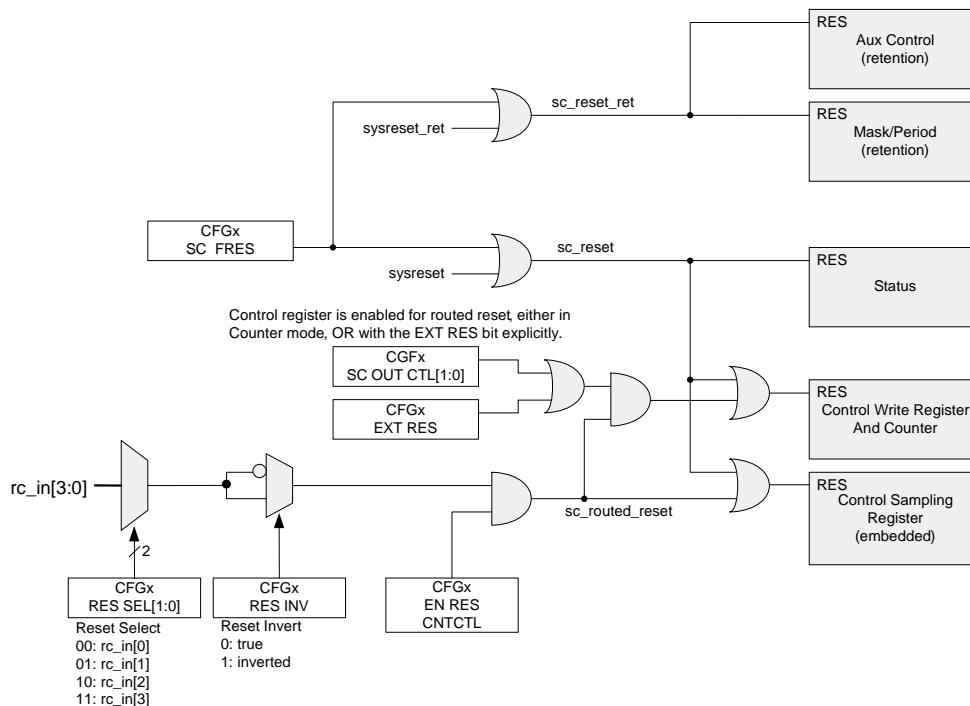 RES
Aux Control
(retention)
sc_reset_ret
sysreset_ret
RES
Mask/Period
(retention)
CFGx
SC FRES
sc_reset
sysreset
RES
Status
Control register is enabled for routed reset, either in
Counter mode, OR with the EXT RES bit explicitly.
CGFx
SC OUT CTL[1:0]
CFGx
EXT RES
RES
Control Write Register
And Counter
rc_in[3:0]
sc_routed_reset
RES
Control Sampling
Register
(embedded)
2
CFGx
RES SEL[1:0]
CFGx
RES INV
CFGx
EN RES
CNTCTL
Reset Select
00: rc_in[0]
01: rc_in[1]
10: rc_in[2]
11: rc_in[3]
Reset Invert
0: true
1: inverted